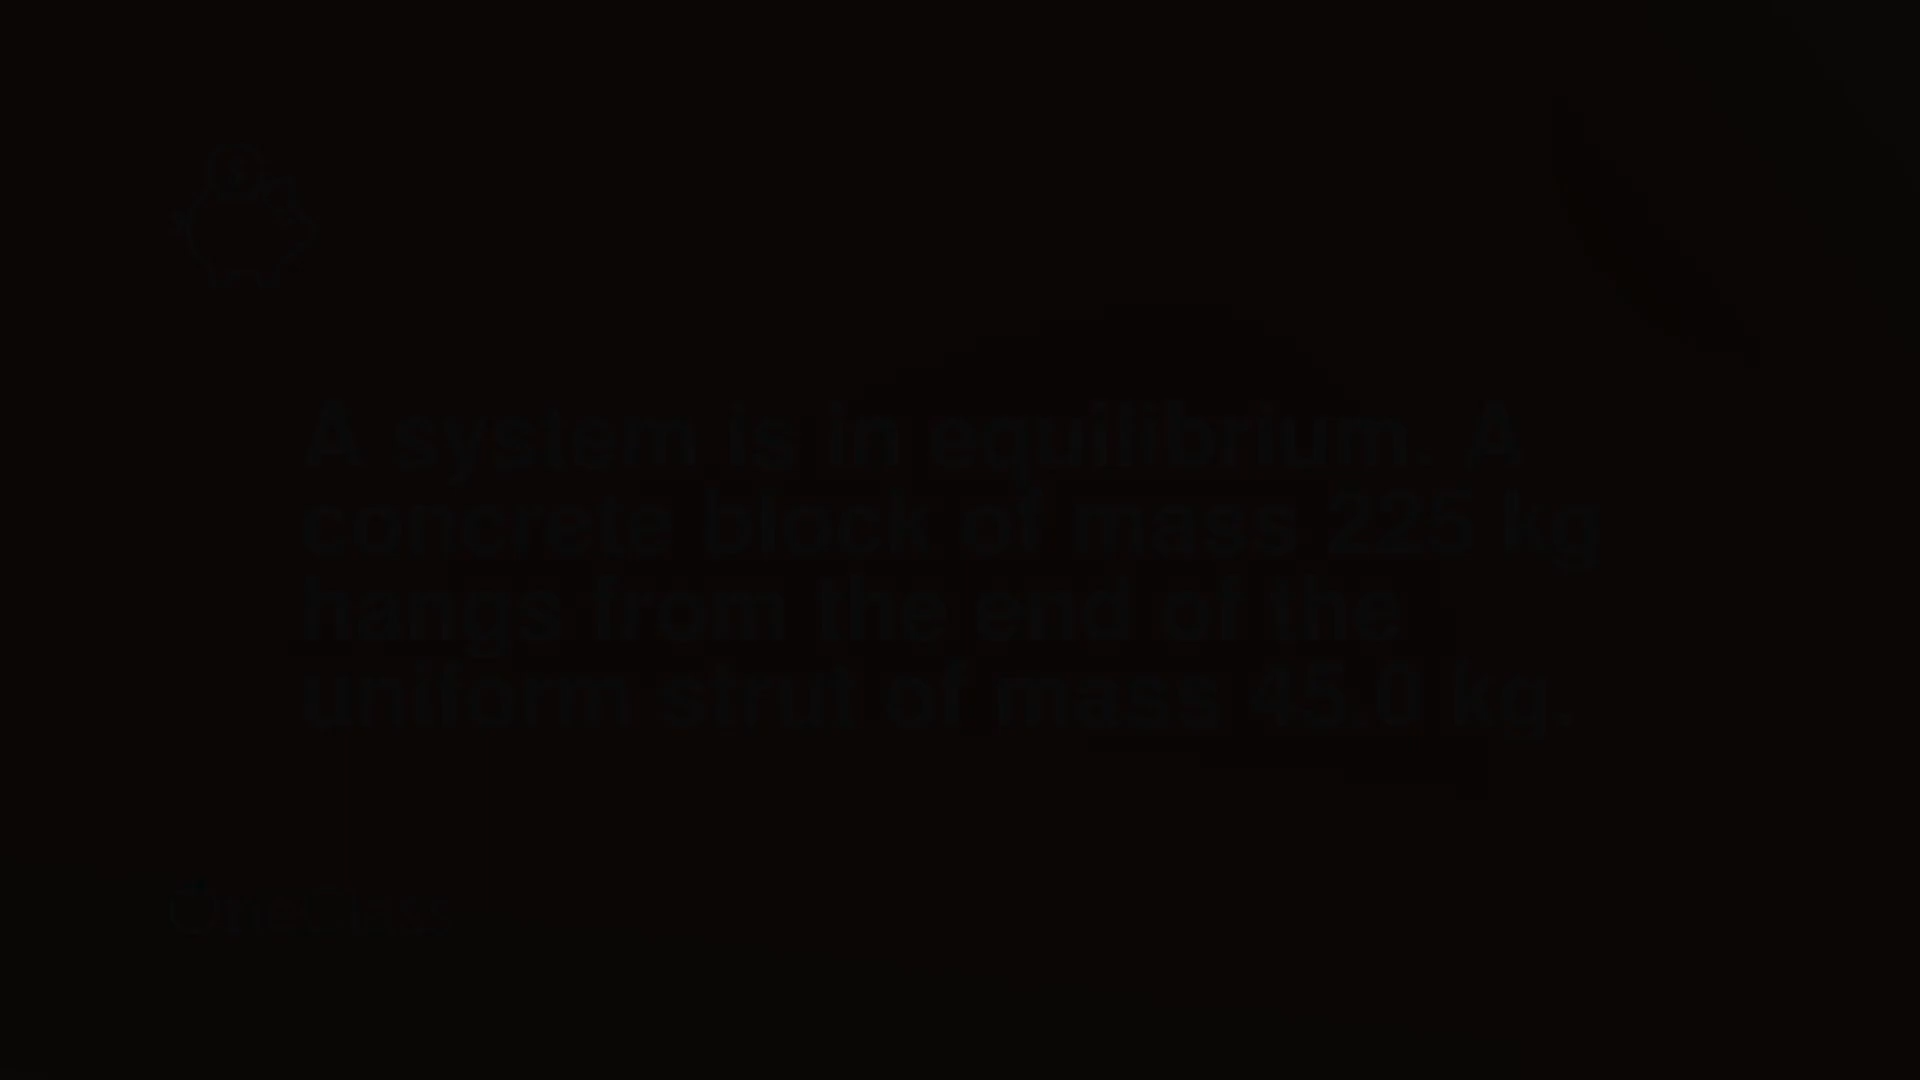 A system is in equilibrium. A
concrete block of mass 225 kg
hangs from the end of the
uniform strut of mass 45.0 kg.
OneClass